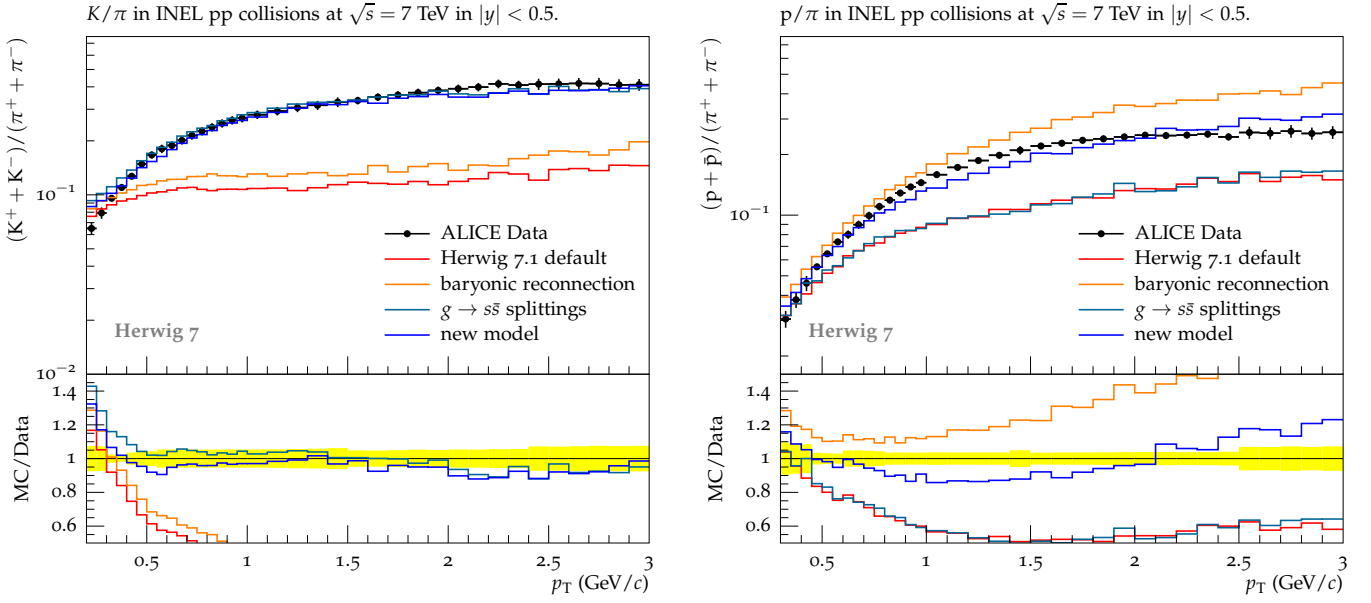 K/π in INEL pp collisions at √s = 7 TeV in |y| < 0.5.
(K⁺ + K⁻)/(π⁺ + π⁻)
10⁻¹
10⁻²
ALICE Data
Herwig 7.1 default
baryonic reconnection
g → ss̄ splittings
new model
Herwig 7
MC/Data
1.4
1.2
1
0.8
0.6
0.5 1 1.5 2 2.5 3
p_T (GeV/c)
p/π in INEL pp collisions at √s = 7 TeV in |y| < 0.5.
(p + p̄)/(π⁺ + π⁻)
10⁻¹
ALICE Data
Herwig 7.1 default
baryonic reconnection
g → ss̄ splittings
new model
Herwig 7
MC/Data
1.4
1.2
1
0.8
0.6
0.5 1 1.5 2 2.5 3
p_T (GeV/c)